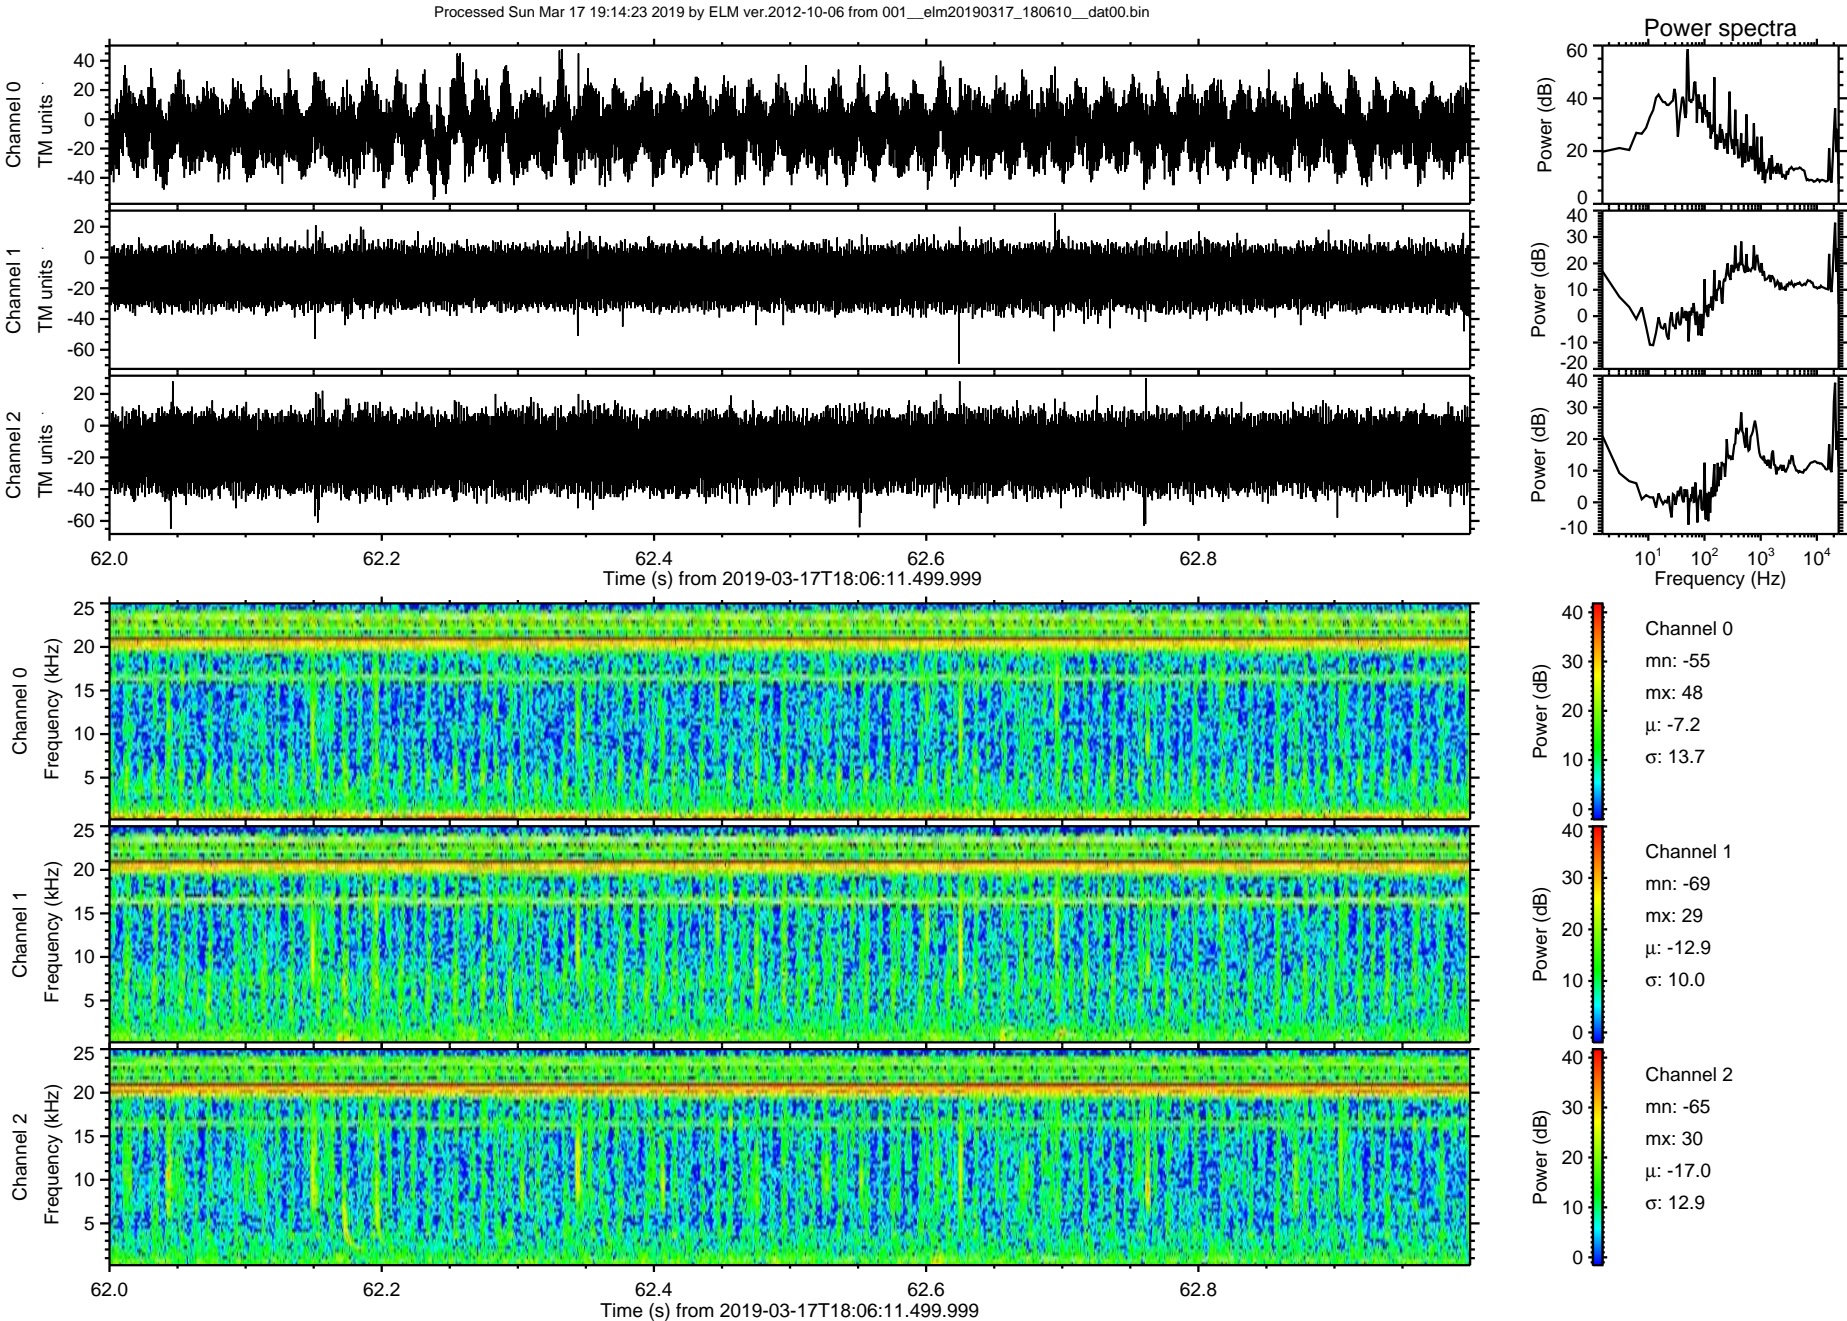 Processed Sun Mar 17 19:14:23 2019 by ELM ver.2012-10-06 from 001__elm20190317_180610__dat00.bin
Power spectra
Channel 0
TM units
40
20
0
-20
-40
Power (dB)
60
40
20
0
Channel 1
TM units
20
0
-20
-40
-60
Power (dB)
40
30
20
10
0
-10
-20
Channel 2
TM units
20
0
-20
-40
-60
Power (dB)
40
30
20
10
0
-10
62.0 62.2 62.4 62.6 62.8
Time (s) from 2019-03-17T18:06:11.499.999
10¹ 10² 10³ 10⁴
Frequency (Hz)
Channel 0
Frequency (kHz)
25
20
15
10
5
Power (dB)
40
30
20
10
0
Channel 0
mn: -55
mx: 48
μ: -7.2
σ: 13.7
Channel 1
Frequency (kHz)
25
20
15
10
5
Power (dB)
40
30
20
10
0
Channel 1
mn: -69
mx: 29
μ: -12.9
σ: 10.0
Channel 2
Frequency (kHz)
25
20
15
10
5
Power (dB)
40
30
20
10
0
Channel 2
mn: -65
mx: 30
μ: -17.0
σ: 12.9
62.0 62.2 62.4 62.6 62.8
Time (s) from 2019-03-17T18:06:11.499.999